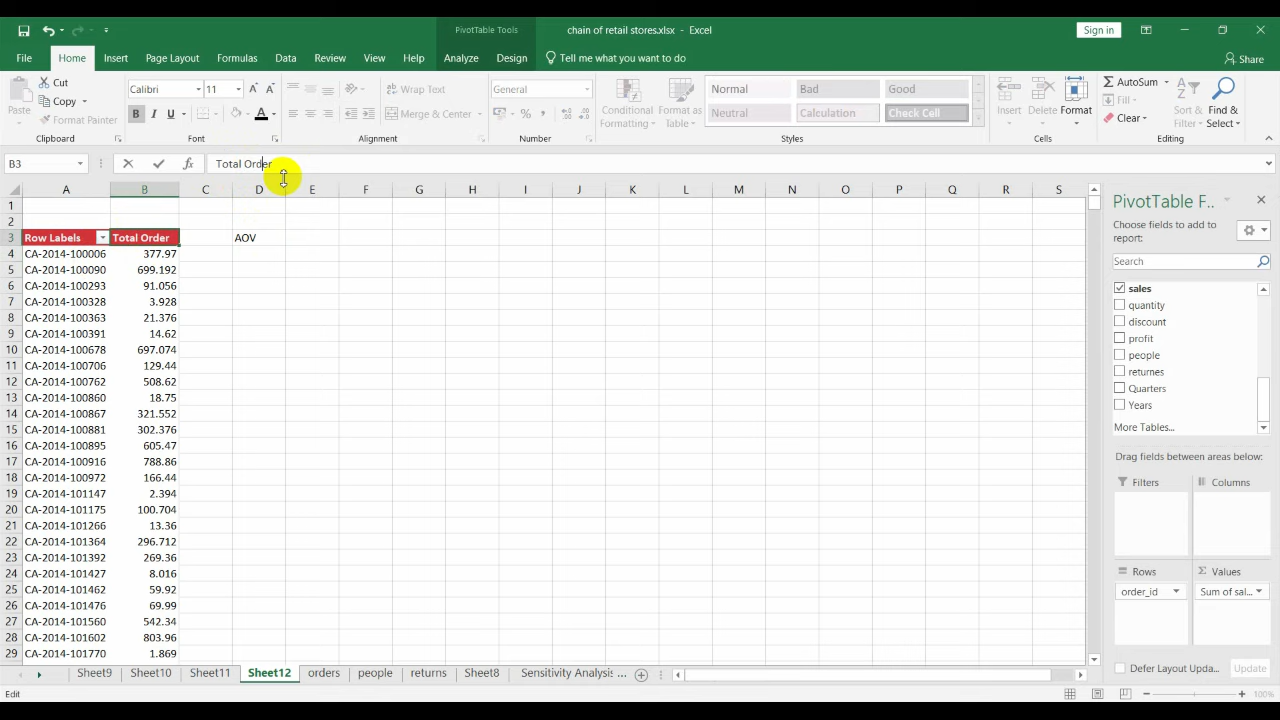 PivotTable Tools
chain of retail stores.xlsx - Excel
Sign in
File Home Insert Page Layout Formulas Data Review View Help Analyze Design Tell me what you want to do Share
Paste
Cut
Copy
Format Painter
Clipboard
Calibri 11
B I U
Font
Wrap Text
Merge & Center
Alignment
General
Number
Conditional Formatting
Format as Table
Normal Bad Good
Neutral Calculation Check Cell
Styles
Insert Delete Format
Cells
AutoSum
Fill
Clear
Sort & Filter
Find & Select
Editing
B3 fx Total Order
A B C D E F G H I J K L M N O P Q R S
1
2
3 Row Labels Total Order AOV
4 CA-2014-100006 377.97
5 CA-2014-100090 699.192
6 CA-2014-100293 91.056
7 CA-2014-100328 3.928
8 CA-2014-100363 21.376
9 CA-2014-100391 14.62
10 CA-2014-100678 697.074
11 CA-2014-100706 129.44
12 CA-2014-100762 508.62
13 CA-2014-100860 18.75
14 CA-2014-100867 321.552
15 CA-2014-100881 302.376
16 CA-2014-100895 605.47
17 CA-2014-100916 788.86
18 CA-2014-100972 166.44
19 CA-2014-101147 2.394
20 CA-2014-101175 100.704
21 CA-2014-101266 13.36
22 CA-2014-101364 296.712
23 CA-2014-101392 269.36
24 CA-2014-101427 8.016
25 CA-2014-101462 59.92
26 CA-2014-101476 69.99
27 CA-2014-101560 542.34
28 CA-2014-101602 803.96
29 CA-2014-101770 1.869
PivotTable F..
Choose fields to add to report:
Search
sales
quantity
discount
profit
people
returnes
Quarters
Years
More Tables...
Drag fields between areas below:
Filters Columns
Rows Values
order_id Sum of sal...
Defer Layout Upda... Update
Sheet9 Sheet10 Sheet11 Sheet12 orders people returns Sheet8 Sensitivity Analysis ...
Edit
100%